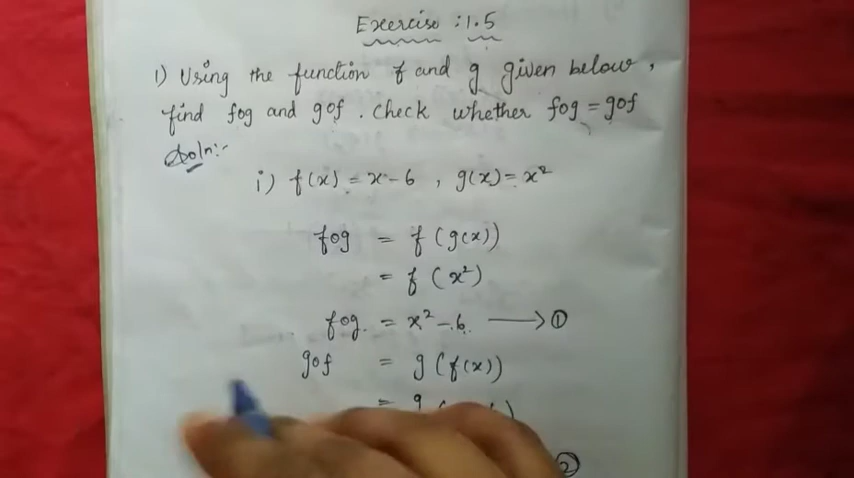 Exercise : 1.5
1) Using the function f and g given below,
find fog and gof. Check whether fog = gof
Soln:-
i) f(x) = x-6 , g(x) = x²
fog = f(g(x))
= f(x²)
fog = x²-6 → ①
gof = g(f(x))
= g(
②